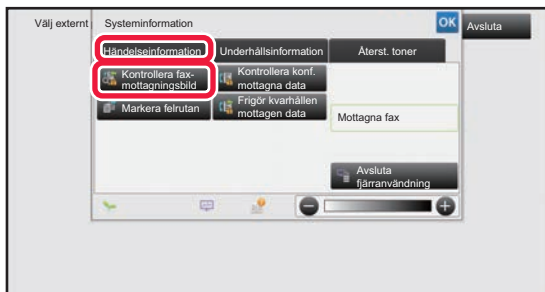 Välj externt
Systeminformation
OK
Avsluta
Händelseinformation
Underhållsinformation
Återst. toner
Kontrollera fax-
mottagningsbild
Kontrollera konf.
mottagna data
Markera felrutan
Frigör kvarhållen
mottagen data
Mottagna fax
Avsluta
fjärranvändning